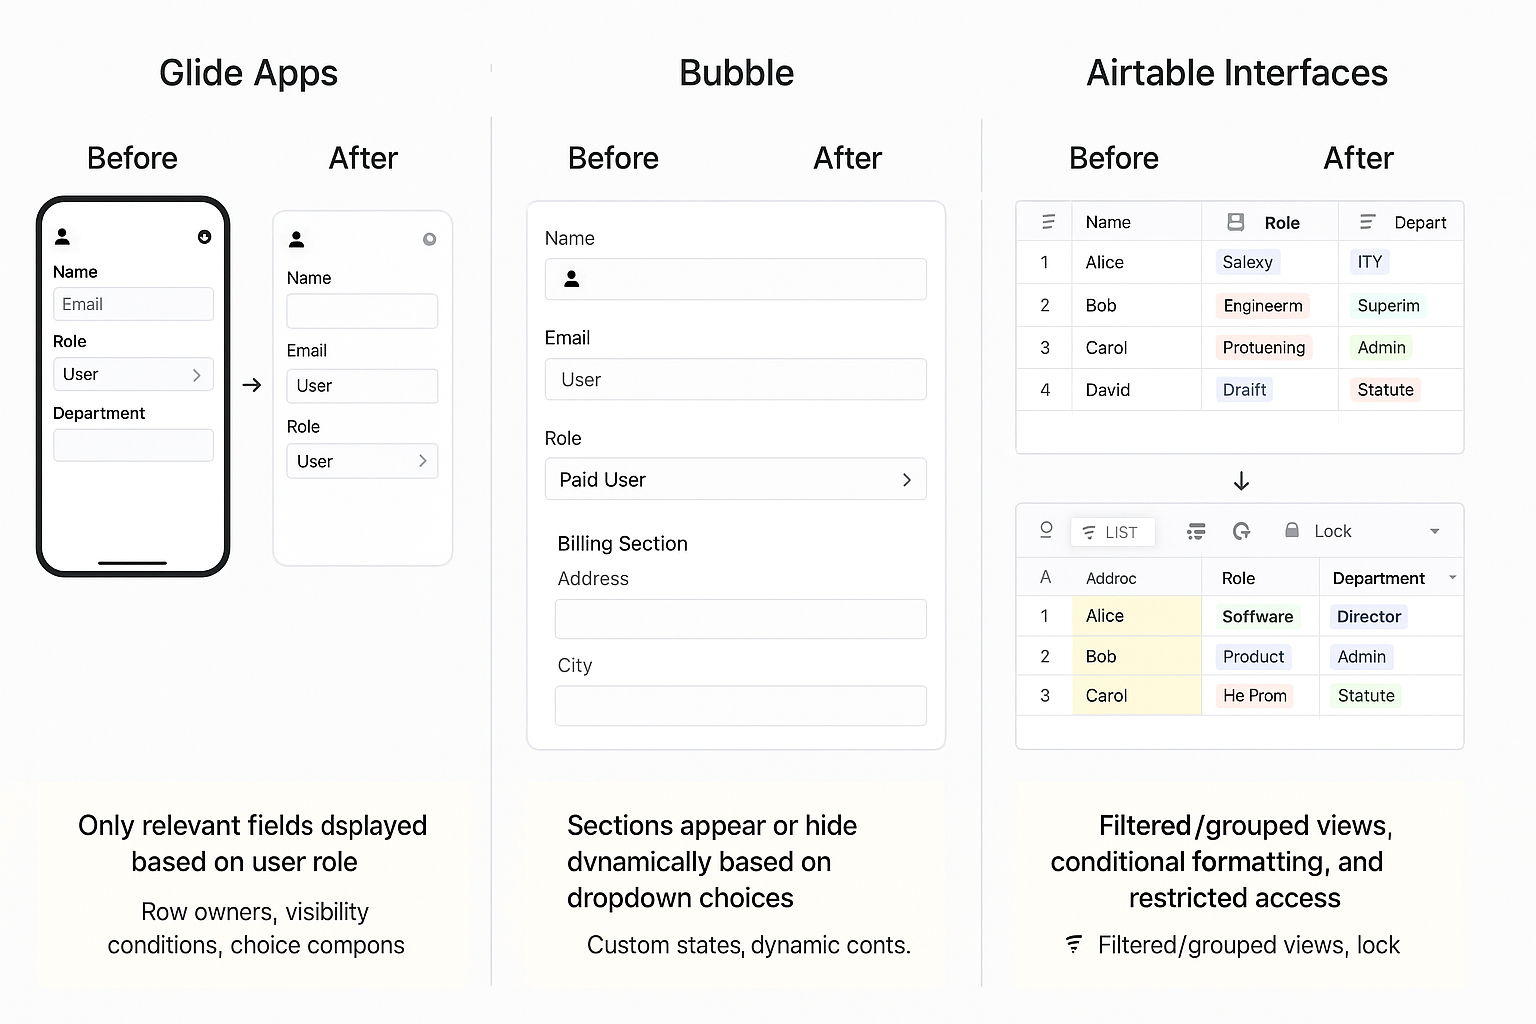 Glide Apps
Before
After
Name
Email
Role
User
Department
Name
Email
User
Role
User
Only relevant fields dsplayed
based on user role
Row owners, visibility
conditions, choice compons
Bubble
Before
After
Name
Email
User
Role
Paid User
Billing Section
Address
City
Sections appear or hide
dvnamically based on
dropdown choices
Custom states, dynamic conts.
Airtable Interfaces
Before
After
Name Role Depart
1 Alice Salexy ITY
2 Bob Engineerm Superim
3 Carol Protuening Admin
4 David Draift Statute
LIST Lock
A Addroc Role Department
1 Alice Soffware Director
2 Bob Product Admin
3 Carol He Prom Statute
Filtered/grouped views,
conditional formatting, and
restricted access
Filtered/grouped views, lock